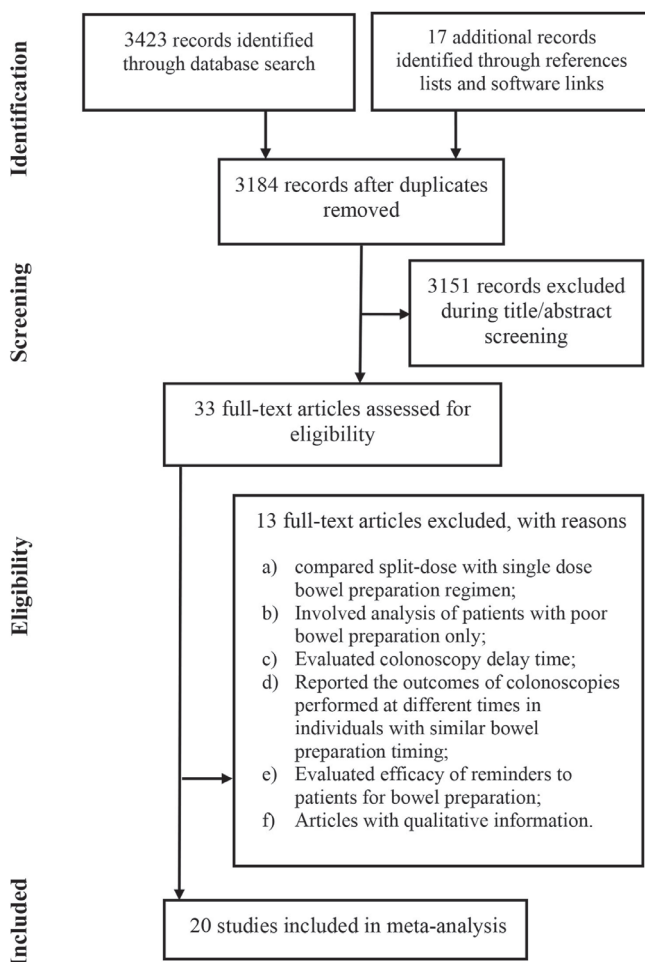 Identification
3423 records identified
through database search
17 additional records
identified through references
lists and software links
3184 records after duplicates
removed
Screening
3151 records excluded
during title/abstract
screening
33 full-text articles assessed for
eligibility
Eligibility
13 full-text articles excluded, with reasons
a) compared split-dose with single dose
bowel preparation regimen;
b) Involved analysis of patients with poor
bowel preparation only;
c) Evaluated colonoscopy delay time;
d) Reported the outcomes of colonoscopies
performed at different times in
individuals with similar bowel
preparation timing;
e) Evaluated efficacy of reminders to
patients for bowel preparation;
f) Articles with qualitative information.
Included
20 studies included in meta-analysis